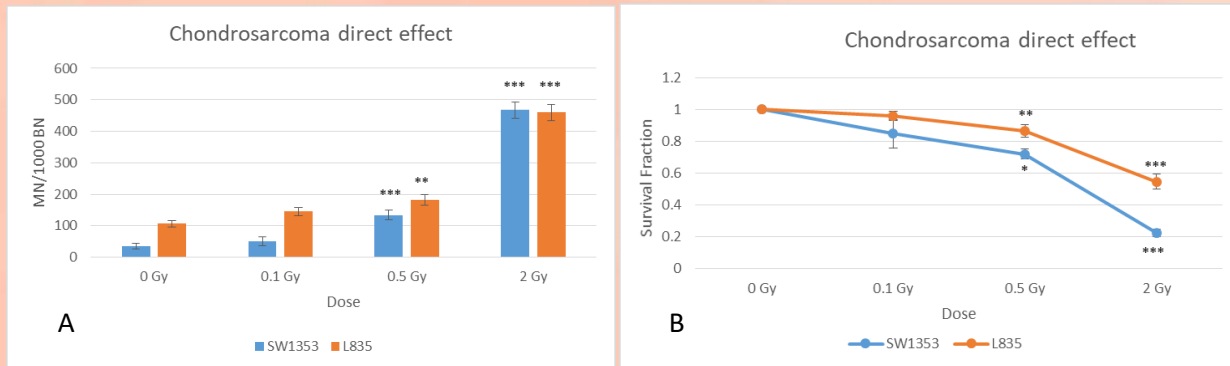 Chondrosarcoma direct effect
600
500
400
300
200
100
0
MN/1000 BN
*** ***
*** **
0 Gy 0.1 Gy 0.5 Gy 2 Gy
Dose
A
SW1353 L835
Chondrosarcoma direct effect
1.2
1
0.8
0.6
0.4
0.2
0
Survival Fraction
**
*
***
***
0 Gy 0.1 Gy 0.5 Gy 2 Gy
Dose
B
SW1353 L835